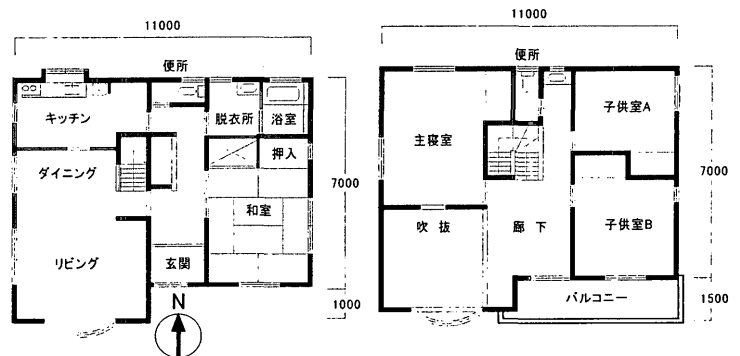 11000
便所
キッチン
脱衣所
浴室
押入
ダイニング
7000
和室
リビング
玄関
1000
N
11000
便所
子供室A
主寝室
7000
吹抜
廊下
子供室B
バルコニー
1500